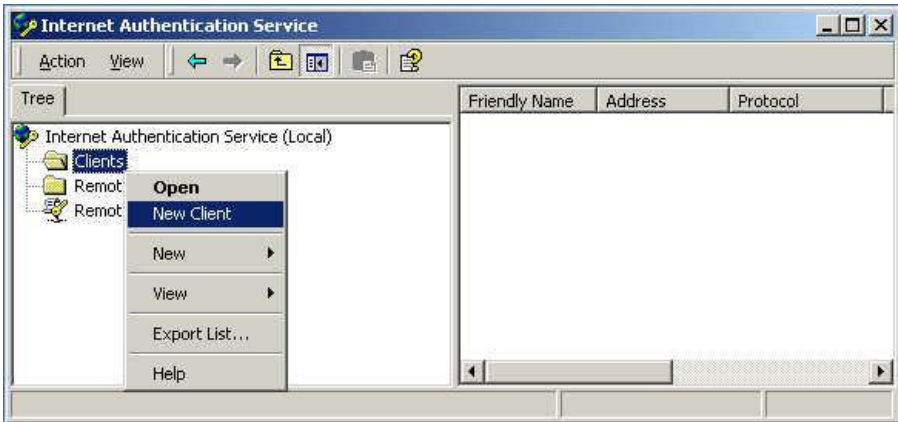 Internet Authentication Service
Action View
Tree
Friendly Name Address Protocol
Internet Authentication Service (Local)
Clients
Remot
Remot
Open
New Client
New
View
Export List...
Help